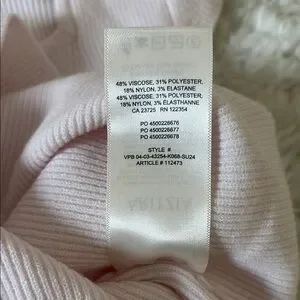 48% VISCOSE, 31% POLYESTER,
18% NYLON, 3% ELASTANE
48% VISCOSE, 31% POLYESTER,
18% NYLON, 3% ELASTHANNE
CA 23725 RN 122354
PO 4500226676
PO 4500226677
PO 4500226678
STYLE #
VPB 04-03-43254-K068-SU24
ARTICLE # 112473
ARITZIA